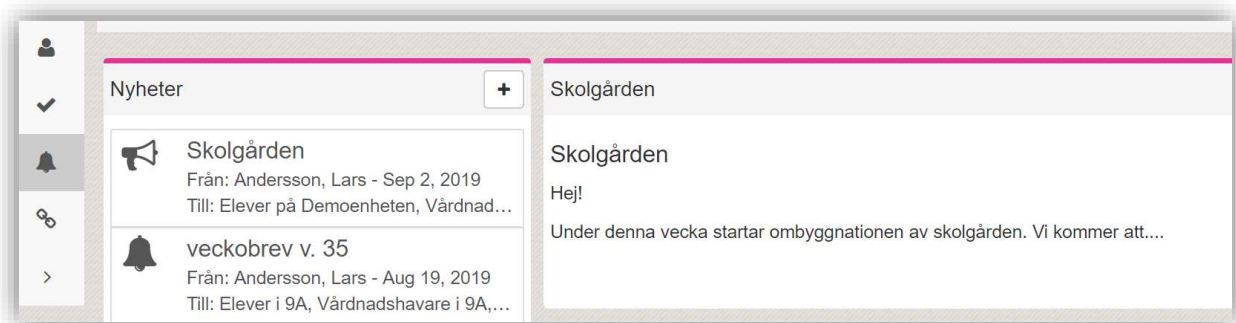 Nyheter
Skolgården
Från: Andersson, Lars - Sep 2, 2019
Till: Elever på Demoenheten, Vårdnad...
veckobrev v. 35
Från: Andersson, Lars - Aug 19, 2019
Till: Elever i 9A, Vårdnadshavare i 9A,...
Skolgården
Skolgården
Hej!
Under denna vecka startar ombyggnationen av skolgården. Vi kommer att....